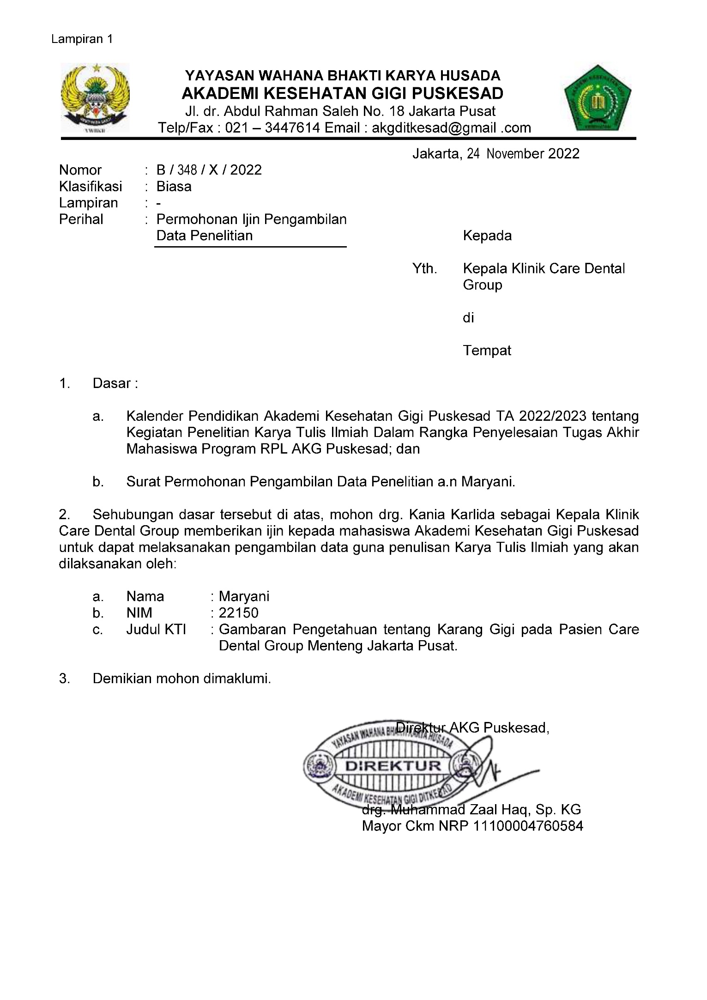 Lampiran 1
YAYASAN WAHANA BHAKTI KARYA HUSADA
AKADEMI KESEHATAN GIGI PUSKESAD
Jl. dr. Abdul Rahman Saleh No. 18 Jakarta Pusat
Telp/Fax : 021 – 3447614 Email : akgditkesad@gmail .com
YWBKH
Jakarta, 24 November 2022
Nomor : B / 348 / X / 2022
Klasifikasi : Biasa
Lampiran : -
Perihal : Permohonan Ijin Pengambilan
Data Penelitian
Kepada
Yth. Kepala Klinik Care Dental
Group
di
Tempat
1. Dasar :
a. Kalender Pendidikan Akademi Kesehatan Gigi Puskesad TA 2022/2023 tentang
Kegiatan Penelitian Karya Tulis Ilmiah Dalam Rangka Penyelesaian Tugas Akhir
Mahasiswa Program RPL AKG Puskesad; dan
b. Surat Permohonan Pengambilan Data Penelitian a.n Maryani.
2. Sehubungan dasar tersebut di atas, mohon drg. Kania Karlida sebagai Kepala Klinik
Care Dental Group memberikan ijin kepada mahasiswa Akademi Kesehatan Gigi Puskesad
untuk dapat melaksanakan pengambilan data guna penulisan Karya Tulis Ilmiah yang akan
dilaksanakan oleh:
a. Nama : Maryani
b. NIM : 22150
c. Judul KTI : Gambaran Pengetahuan tentang Karang Gigi pada Pasien Care
Dental Group Menteng Jakarta Pusat.
3. Demikian mohon dimaklumi.
Direktur AKG Puskesad,
YAYASAN WAHANA BHAKTI KARYA HUSADA
DIREKTUR
AKADEMI KESEHATAN GIGI DITKESAD
drg. Muhammad Zaal Haq, Sp. KG
Mayor Ckm NRP 11100004760584